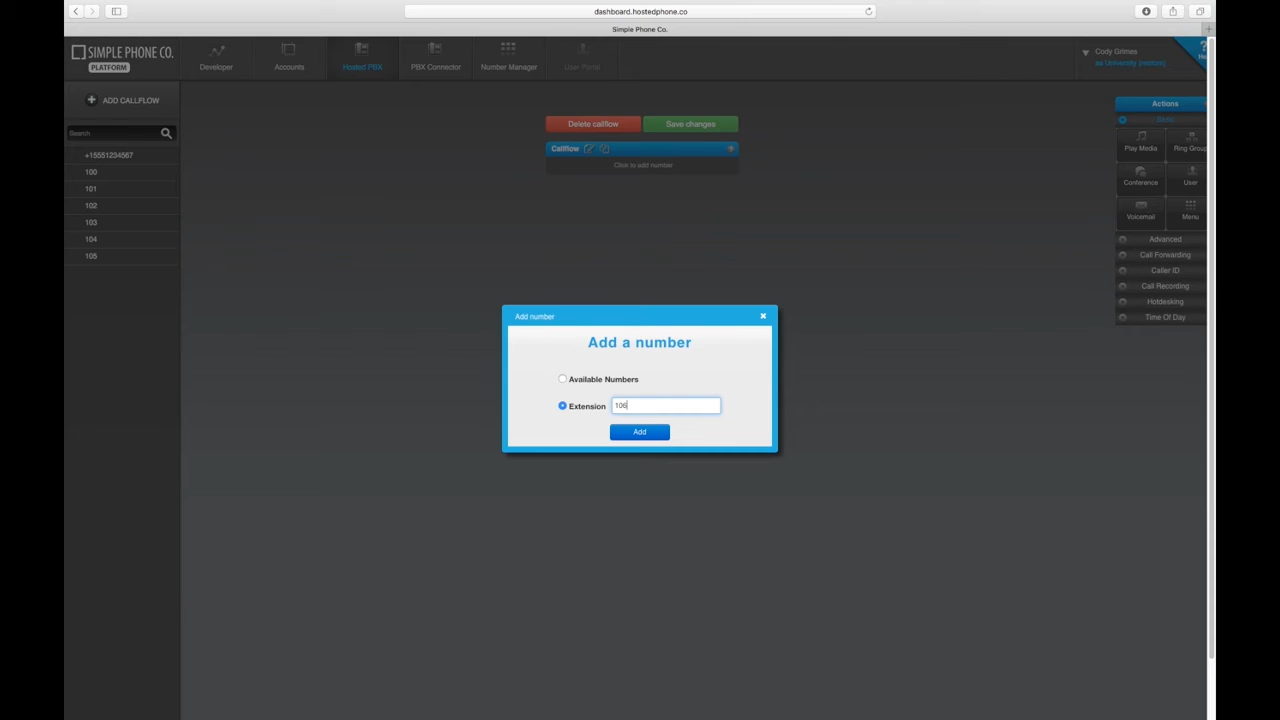 dashboard.hostedphone.co
Simple Phone Co.
SIMPLE PHONE CO.
PLATFORM
Developer
Accounts
Hosted PBX
PBX Connector
Number Manager
User Portal
Cody Grimes
ADD CALLFLOW
Search
+15551234567
100
101
102
103
104
105
Delete callflow
Save changes
Callflow
Click to add number
Add number
Add a number
Available Numbers
Extension 106
Add
Actions
Basic
Play Media
Ring Group
Conference
User
Voicemail
Menu
Advanced
Call Forwarding
Caller ID
Call Recording
Hotdesking
Time Of Day